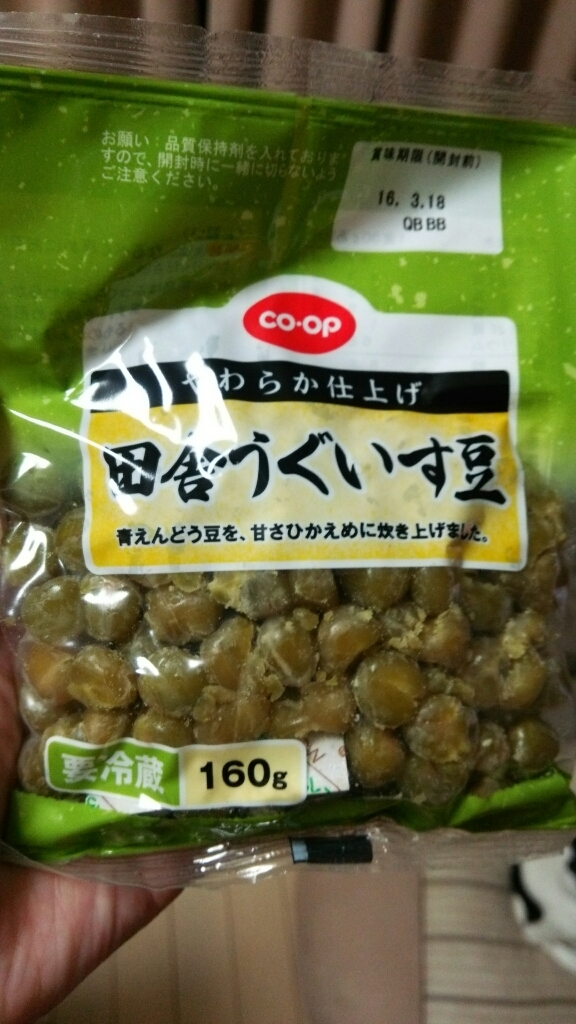 お願い：品質保持剤を入れておりま
すので、開封時に一緒に切らないよう
ご注意ください。
賞味期限(開封前)
16. 3.18
QB BB
CO·OP
やわらか仕上げ
田舎うぐいす豆
青えんどう豆を、甘さひかえめに炊き上げました。
要冷蔵
160g